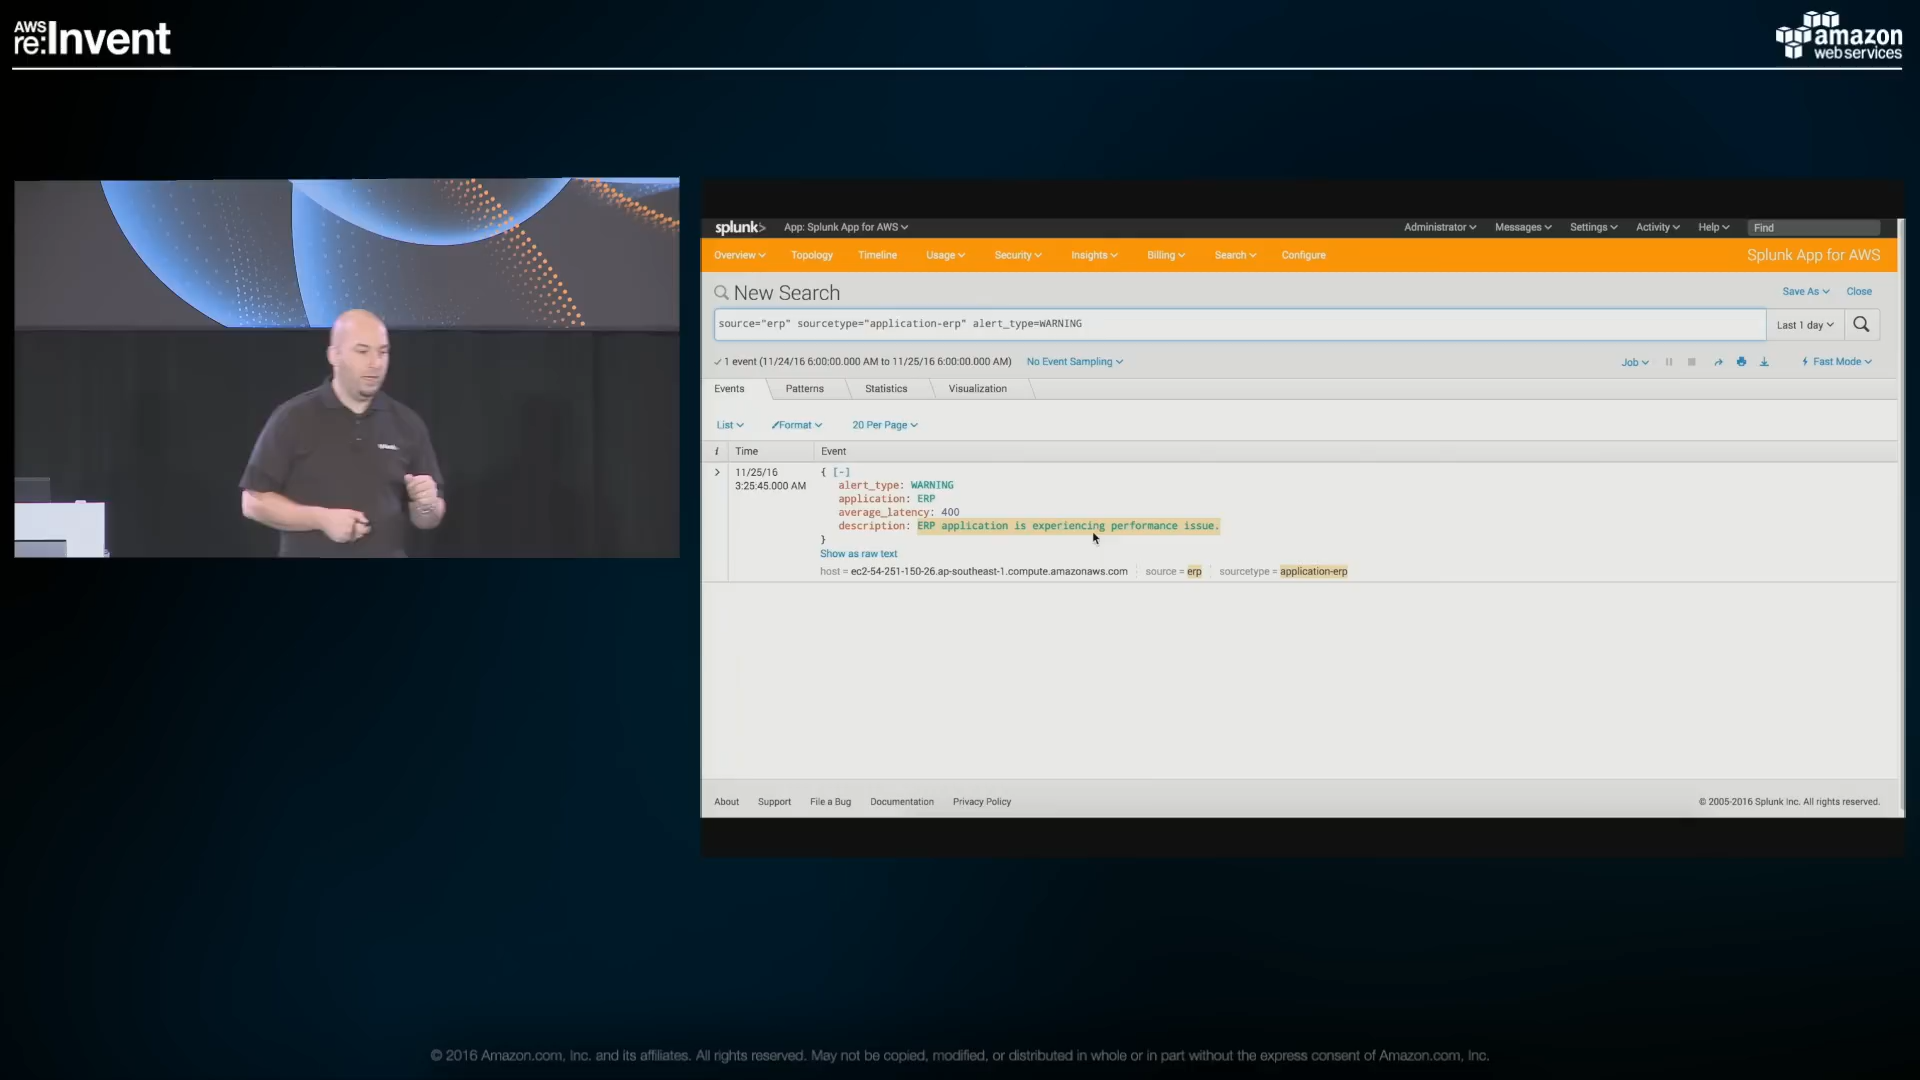 AWS
re:Invent
amazon
web services
splunk>
App: Splunk App for AWS
Administrator
Messages
Settings
Activity
Help
Find
Overview
Topology
Timeline
Usage
Security
Insights
Billing
Search
Configure
Splunk App for AWS
New Search
Save As
Close
source="erp" sourcetype="application-erp" alert_type=WARNING
Last 1 day
1 event (11/24/16 6:00:00.000 AM to 11/25/16 6:00:00.000 AM)
No Event Sampling
Job
Fast Mode
Events
Patterns
Statistics
Visualization
List
Format
20 Per Page
i
Time
Event
11/25/16
3:25:45.000 AM
{ [-]
alert_type: WARNING
application: ERP
average_latency: 400
description: ERP application is experiencing performance issue.
}
Show as raw text
host = ec2-54-251-150-26.ap-southeast-1.compute.amazonaws.com
source = erp
sourcetype = application-erp
About
Support
File a Bug
Documentation
Privacy Policy
© 2005-2016 Splunk Inc. All rights reserved.
© 2016 Amazon.com, Inc. and its affiliates. All rights reserved. May not be copied, modified, or distributed in whole or in part without the express consent of Amazon.com, Inc.